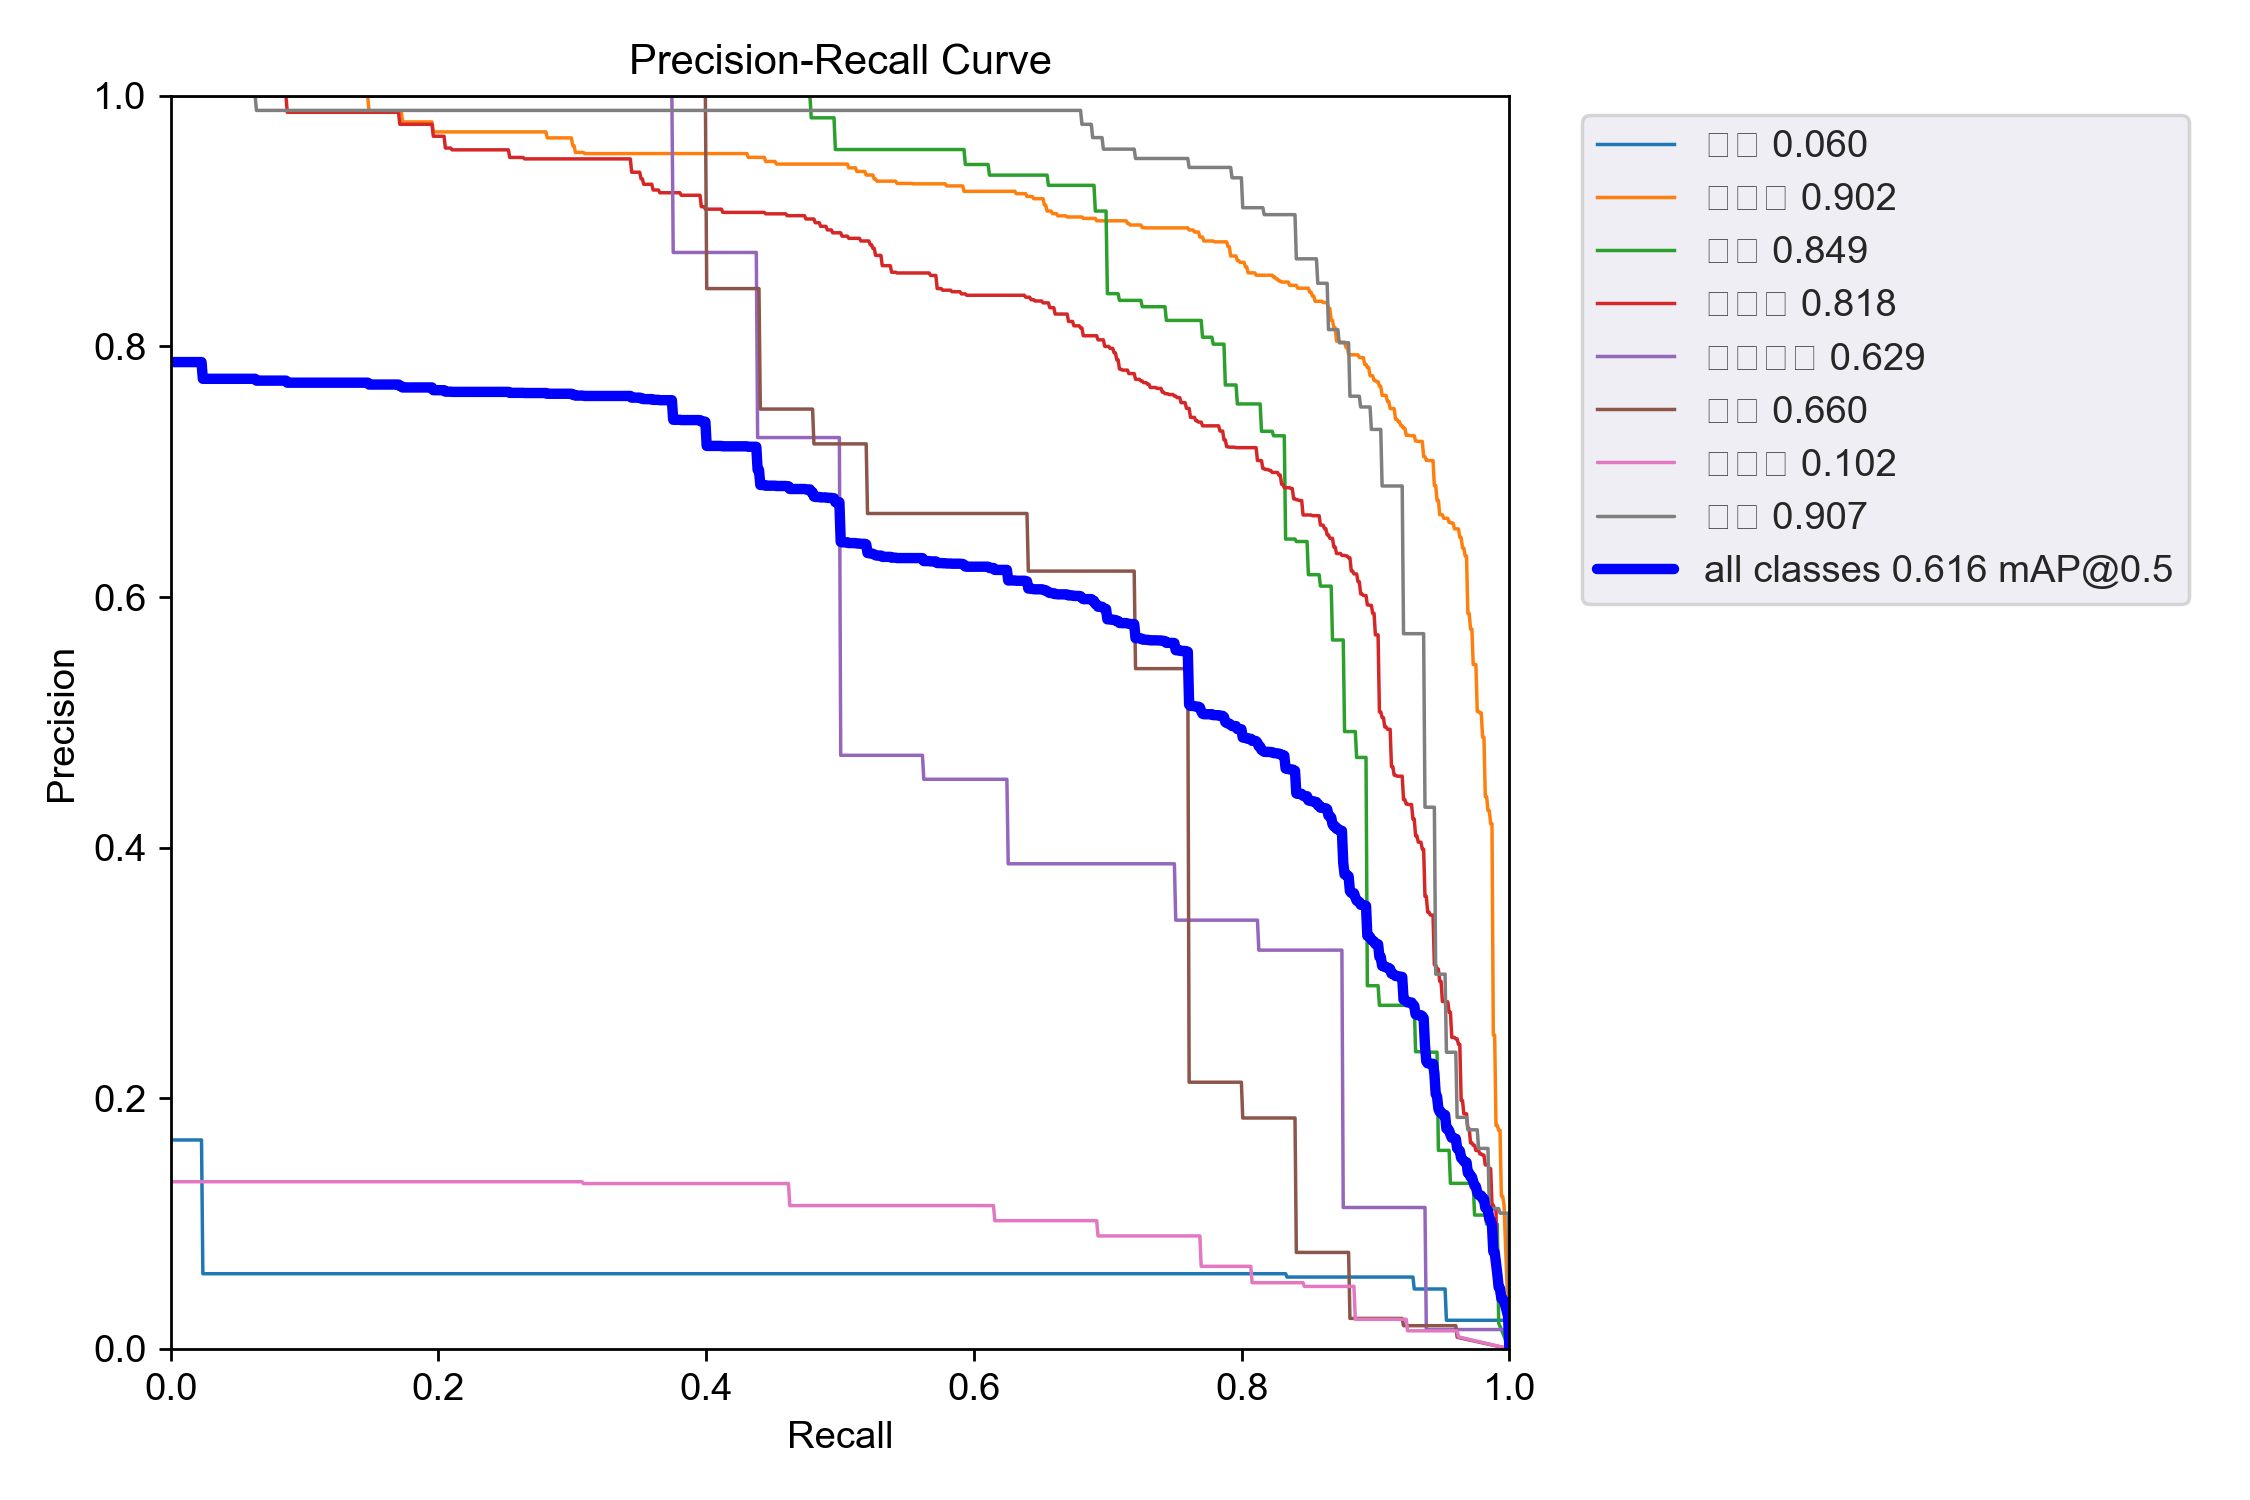 Precision-Recall Curve
1.0
0.8
0.6
0.4
0.2
0.0
Precision
0.0 0.2 0.4 0.6 0.8 1.0
Recall
□□ 0.060
□□□ 0.902
□□ 0.849
□□□ 0.818
□□□□ 0.629
□□ 0.660
□□□ 0.102
□□ 0.907
all classes 0.616 mAP@0.5